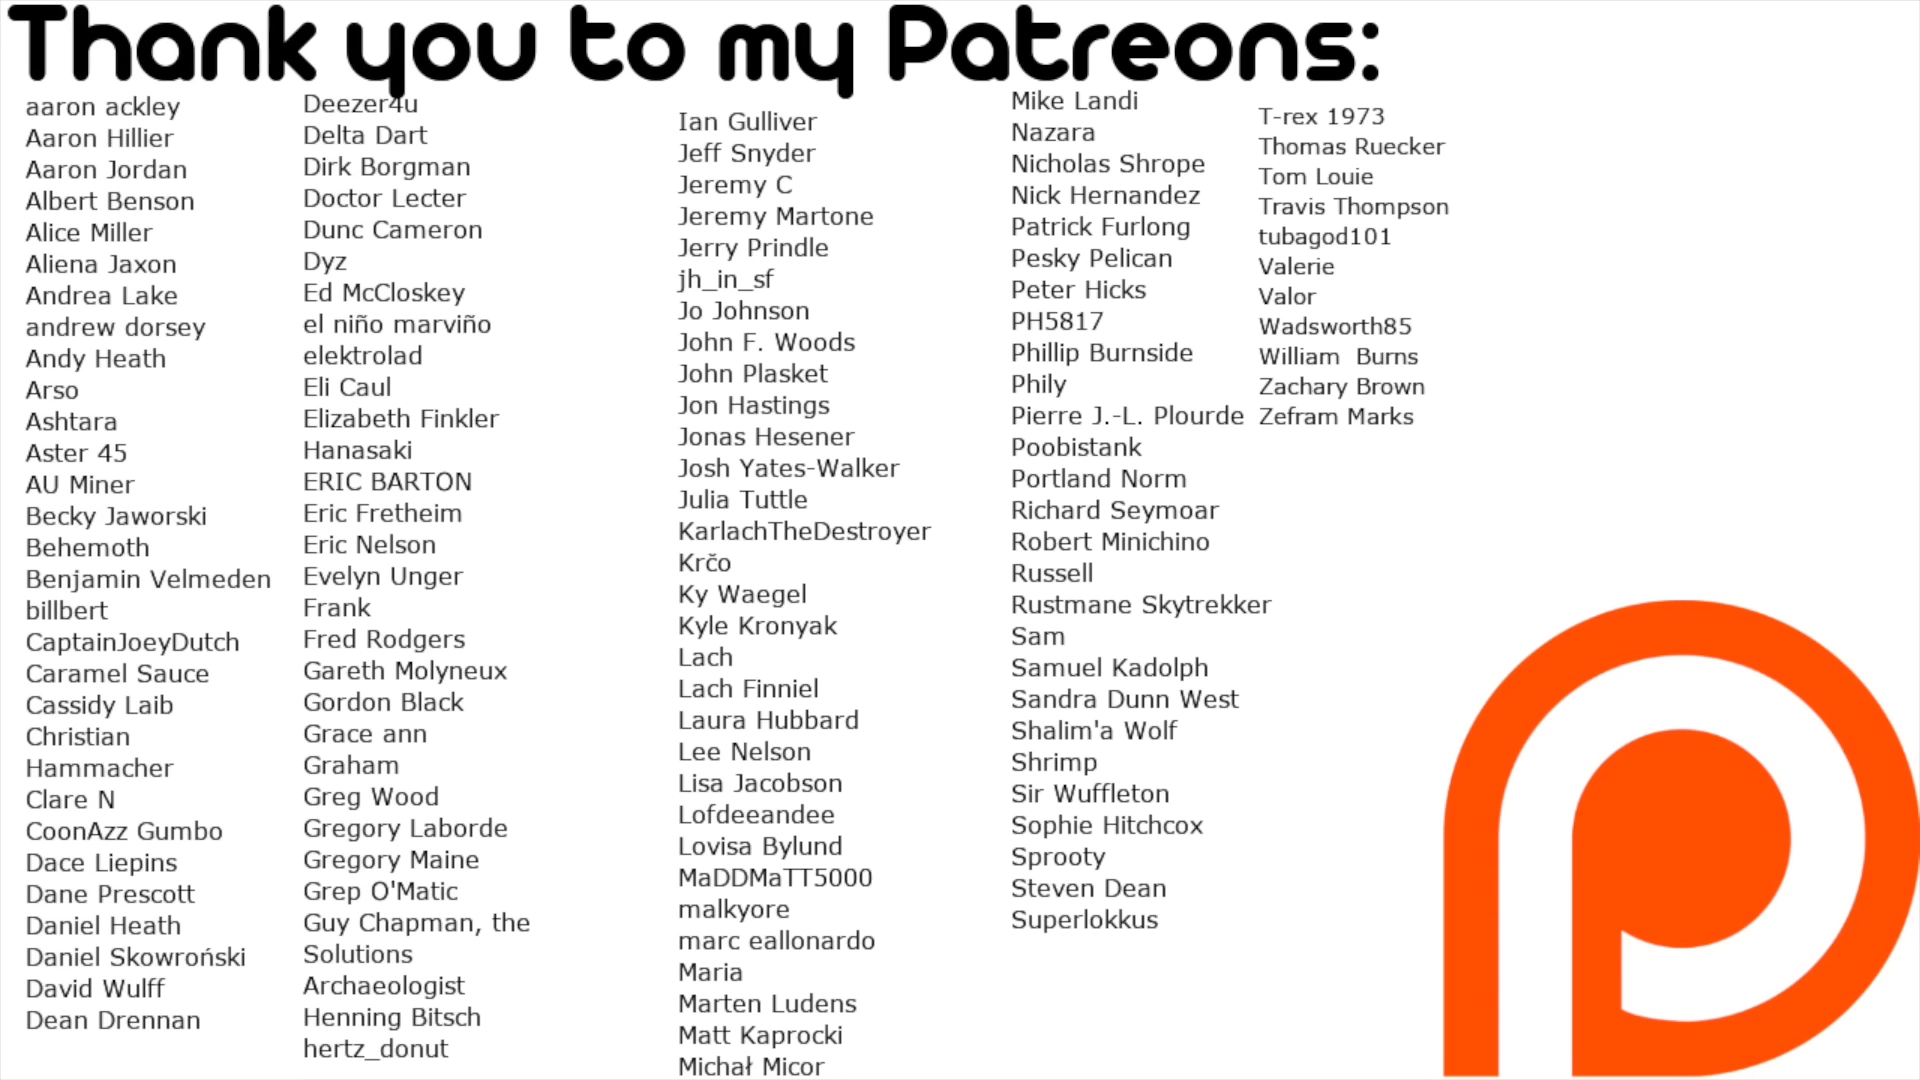 Thank you to my Patreons:
aaron ackley
Aaron Hillier
Aaron Jordan
Albert Benson
Alice Miller
Aliena Jaxon
Andrea Lake
andrew dorsey
Andy Heath
Arso
Ashtara
Aster 45
AU Miner
Becky Jaworski
Behemoth
Benjamin Velmeden
billbert
CaptainJoeyDutch
Caramel Sauce
Cassidy Laib
Christian
Hammacher
Clare N
CoonAzz Gumbo
Dace Liepins
Dane Prescott
Daniel Heath
Daniel Skowroński
David Wulff
Dean Drennan
Deezer4u
Delta Dart
Dirk Borgman
Doctor Lecter
Dunc Cameron
Dyz
Ed McCloskey
el niño marviño
elektrolad
Eli Caul
Elizabeth Finkler
Hanasaki
ERIC BARTON
Eric Fretheim
Eric Nelson
Evelyn Unger
Frank
Fred Rodgers
Gareth Molyneux
Gordon Black
Grace ann
Graham
Greg Wood
Gregory Laborde
Gregory Maine
Grep O'Matic
Guy Chapman, the
Solutions
Archaeologist
Henning Bitsch
hertz_donut
Ian Gulliver
Jeff Snyder
Jeremy C
Jeremy Martone
Jerry Prindle
jh_in_sf
Jo Johnson
John F. Woods
John Plasket
Jon Hastings
Jonas Hesener
Josh Yates-Walker
Julia Tuttle
KarlachTheDestroyer
Krčo
Ky Waegel
Kyle Kronyak
Lach
Lach Finniel
Laura Hubbard
Lee Nelson
Lisa Jacobson
Lofdeeandee
Lovisa Bylund
MaDDMaTT5000
malkyore
marc eallonardo
Maria
Marten Ludens
Matt Kaprocki
Michał Micor
Mike Landi
Nazara
Nicholas Shrope
Nick Hernandez
Patrick Furlong
Pesky Pelican
Peter Hicks
PH5817
Phillip Burnside
Phily
Pierre J.-L. Plourde
Poobistank
Portland Norm
Richard Seymoar
Robert Minichino
Russell
Rustmane Skytrekker
Sam
Samuel Kadolph
Sandra Dunn West
Shalim'a Wolf
Shrimp
Sir Wuffleton
Sophie Hitchcox
Sprooty
Steven Dean
Superlokkus
T-rex 1973
Thomas Ruecker
Tom Louie
Travis Thompson
tubagod101
Valerie
Valor
Wadsworth85
William  Burns
Zachary Brown
Zefram Marks